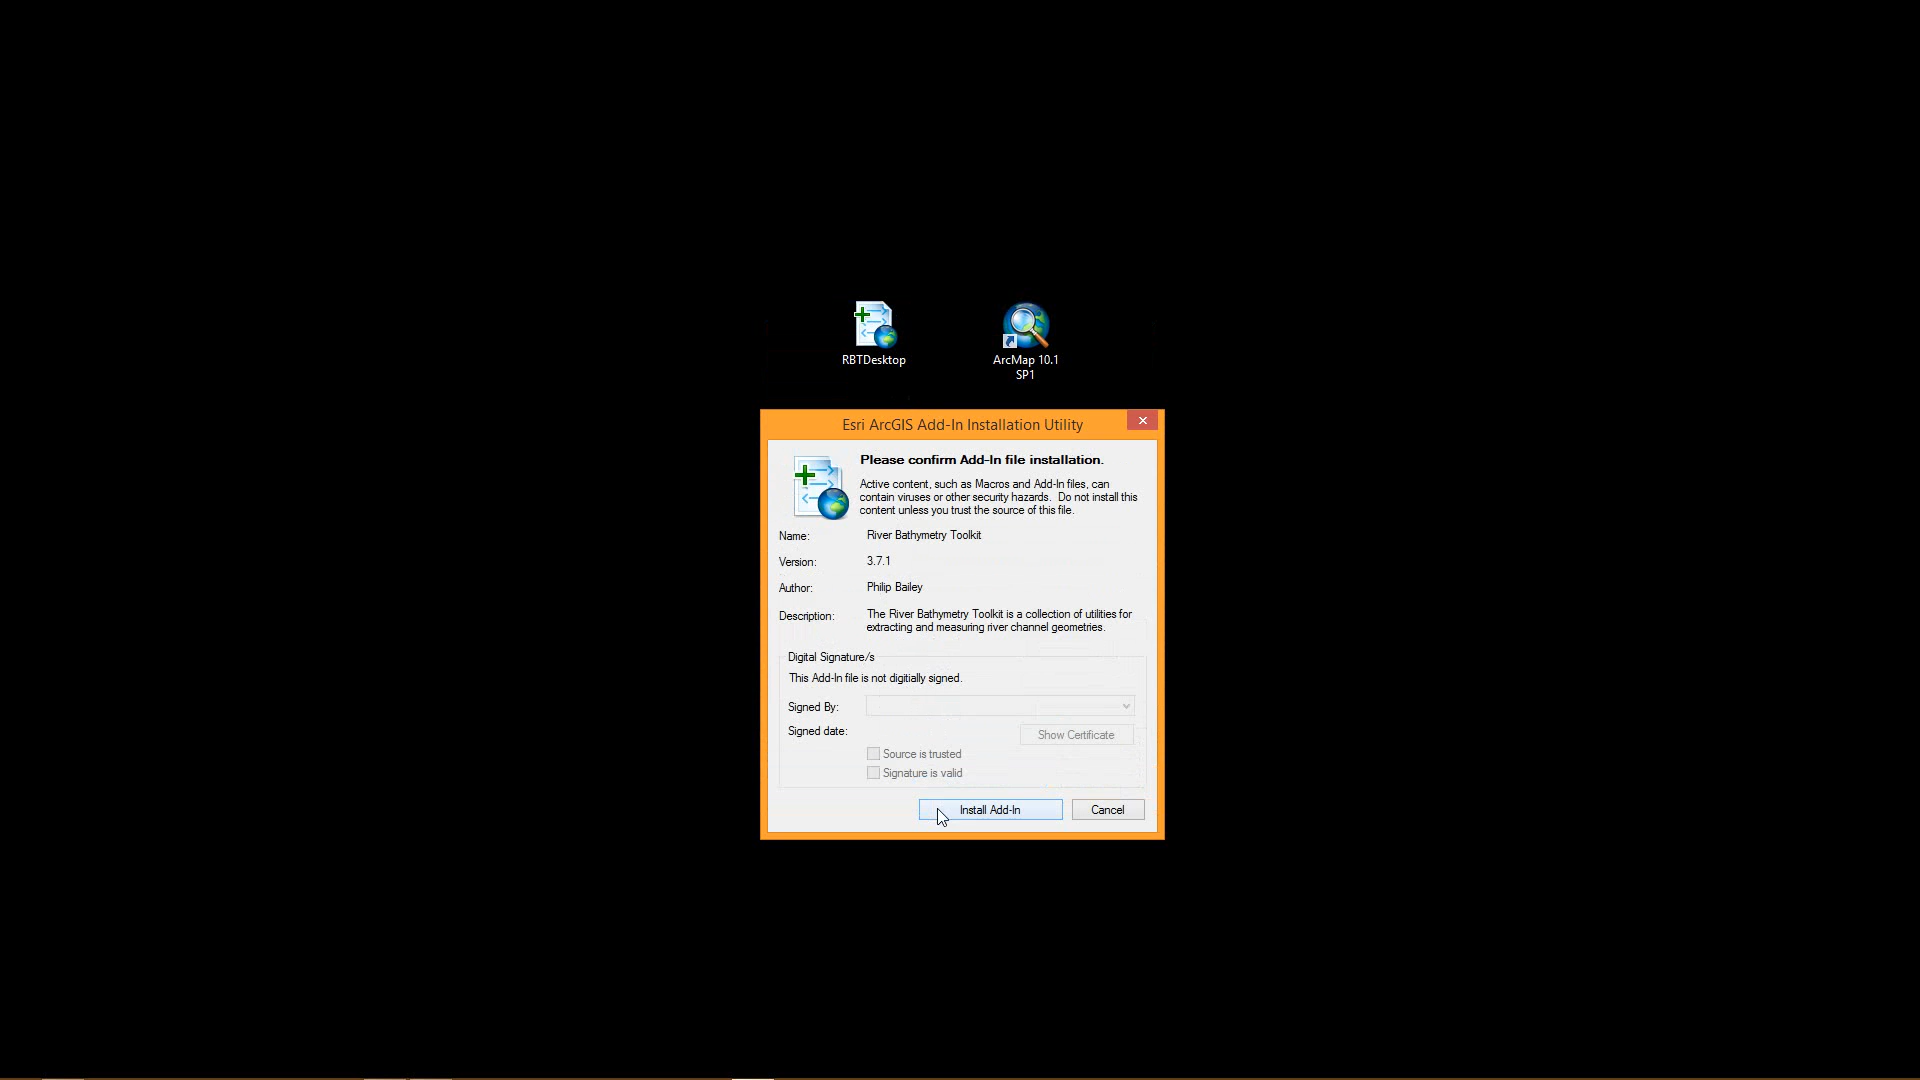 RBTDesktop
ArcMap 10.1
SP1
Esri ArcGIS Add-In Installation Utility
Please confirm Add-In file installation.
Active content, such as Macros and Add-In files, can
contain viruses or other security hazards. Do not install this
content unless you trust the source of this file.
Name: River Bathymetry Toolkit
Version: 3.7.1
Author: Philip Bailey
Description: The River Bathymetry Toolkit is a collection of utilities for
extracting and measuring river channel geometries.
Digital Signature/s
This Add-In file is not digitially signed.
Signed By:
Signed date:
Show Certificate
Source is trusted
Signature is valid
Install Add-In Cancel